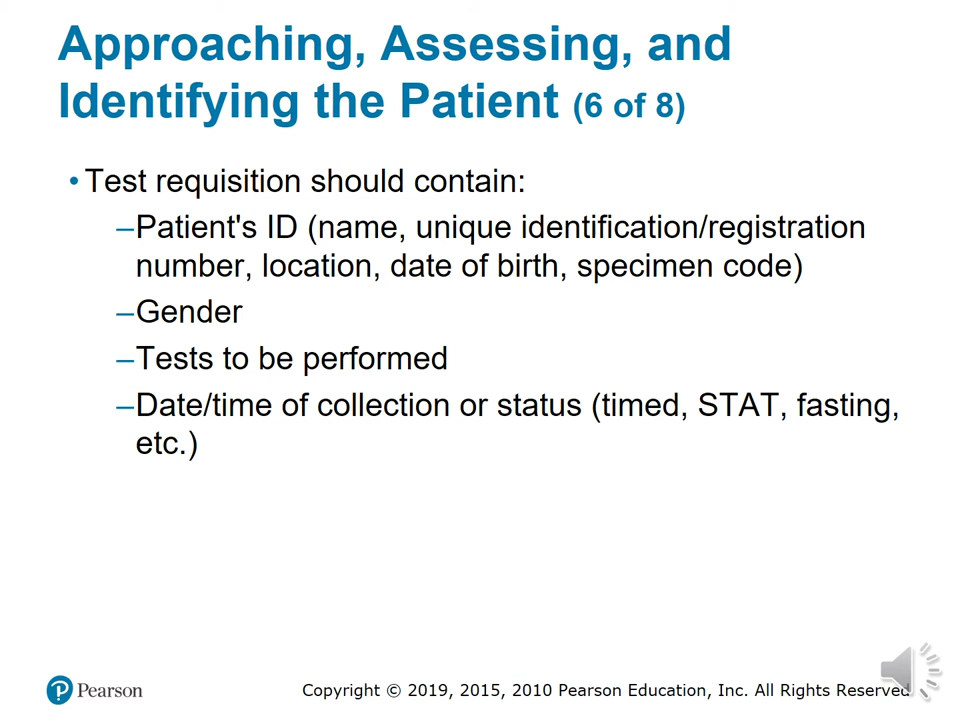 Approaching, Assessing, and
Identifying the Patient (6 of 8)
• Test requisition should contain:
–Patient's ID (name, unique identification/registration
number, location, date of birth, specimen code)
–Gender
–Tests to be performed
–Date/time of collection or status (timed, STAT, fasting,
etc.)
Pearson
Copyright © 2019, 2015, 2010 Pearson Education, Inc. All Rights Reserved